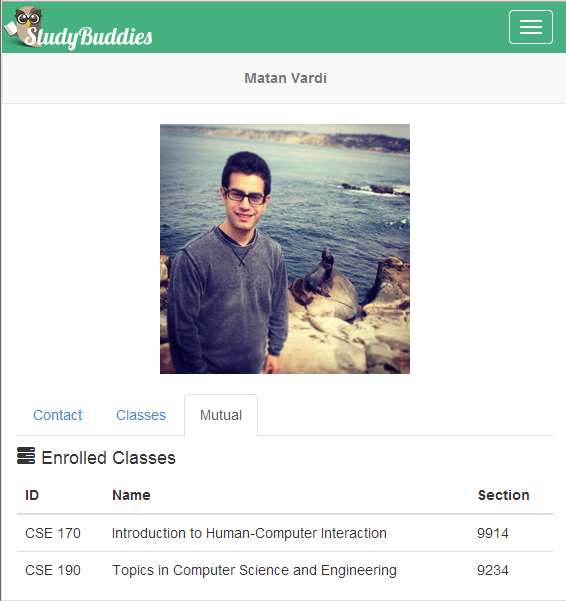 StudyBuddies
Matan Vardi
Contact Classes Mutual
Enrolled Classes
ID Name Section
CSE 170 Introduction to Human-Computer Interaction 9914
CSE 190 Topics in Computer Science and Engineering 9234